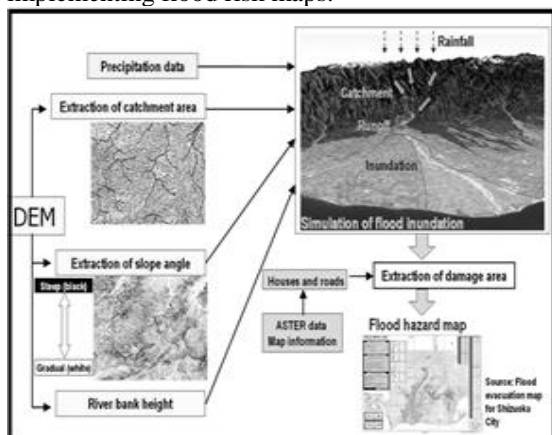 implementing flood risk maps.
Precipitation data
Rainfall
Extraction of catchment area
Catchment
Runoff
Inundation
DEM
Simulation of flood inundation
Extraction of slope angle
Steep (black)
Gradual (white)
Houses and roads
Extraction of damage area
ASTER data
Map information
Flood hazard map
River bank height
Source: Flood
evacuation map
for Shizuoka
City